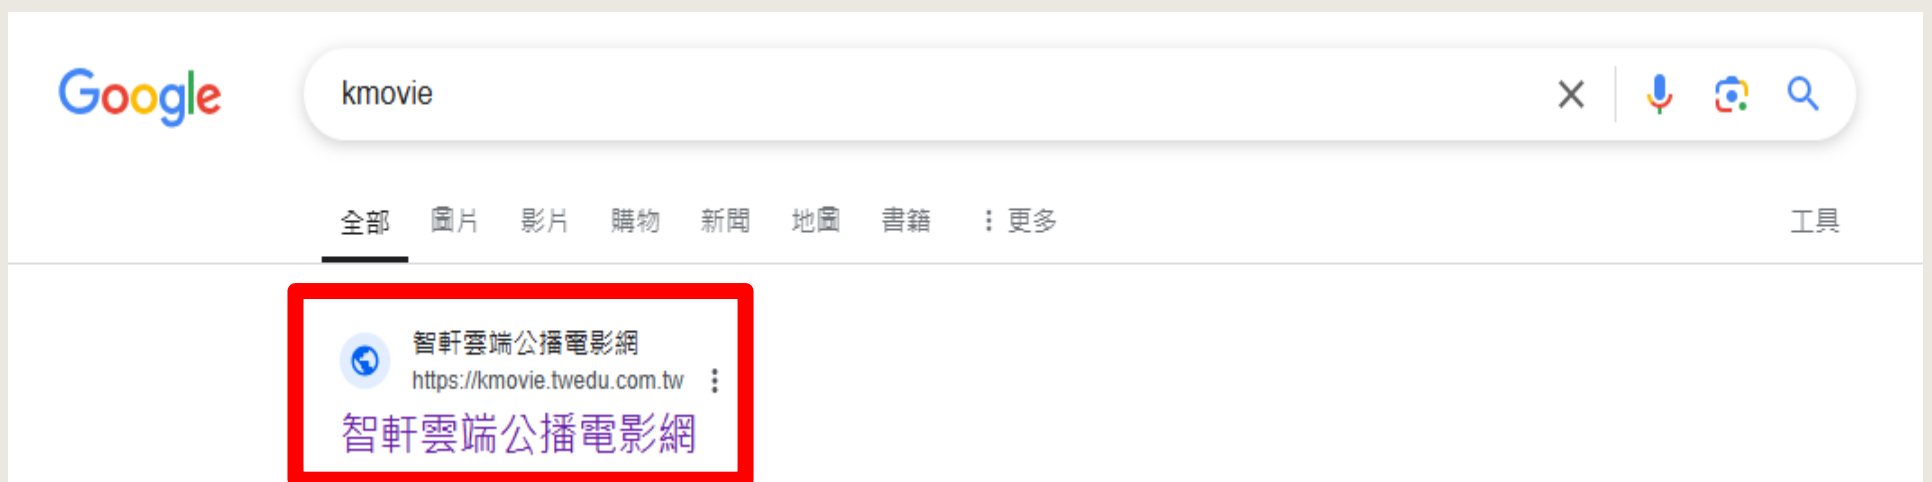 Google
kmovie
全部 圖片 影片 購物 新聞 地圖 書籍 ⋮ 更多 工具
智軒雲端公播電影網
https://kmovie.twedu.com.tw ⋮
智軒雲端公播電影網